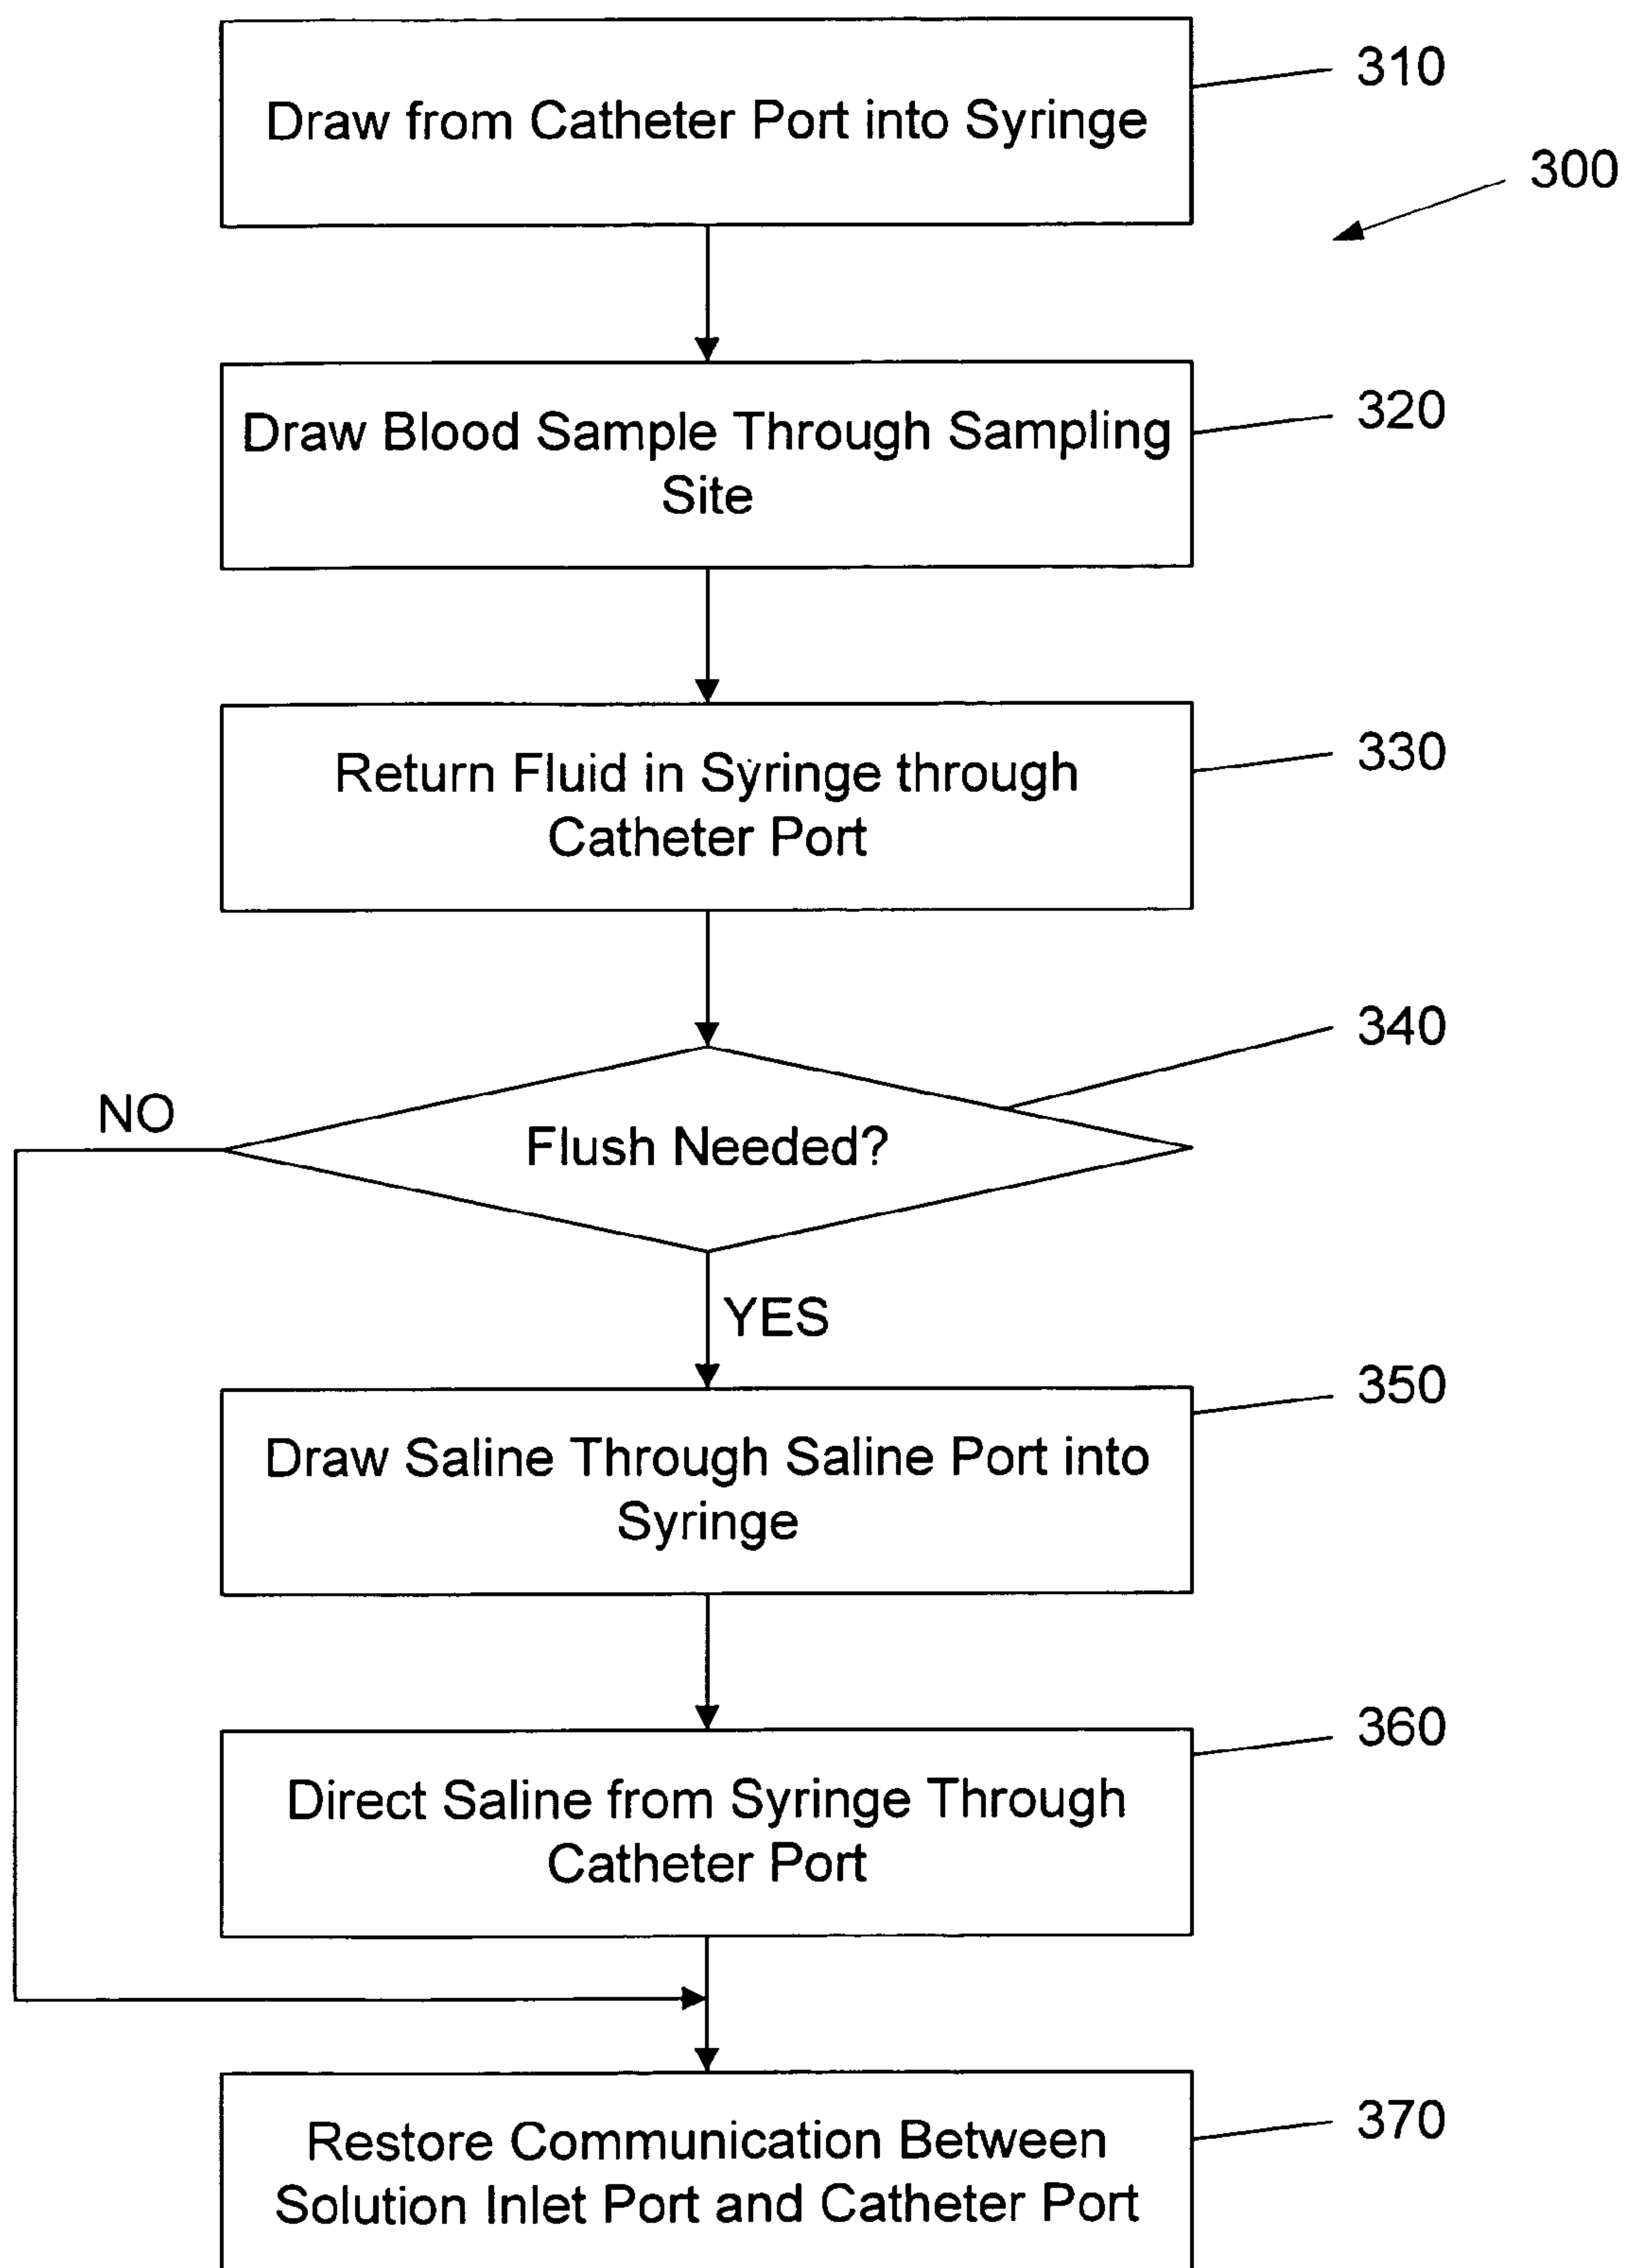 310
Draw from Catheter Port into Syringe
300
320
Draw Blood Sample Through Sampling
Site
330
Return Fluid in Syringe through
Catheter Port
340
NO
Flush Needed?
YES
350
Draw Saline Through Saline Port into
Syringe
360
Direct Saline from Syringe Through
Catheter Port
370
Restore Communication Between
Solution Inlet Port and Catheter Port